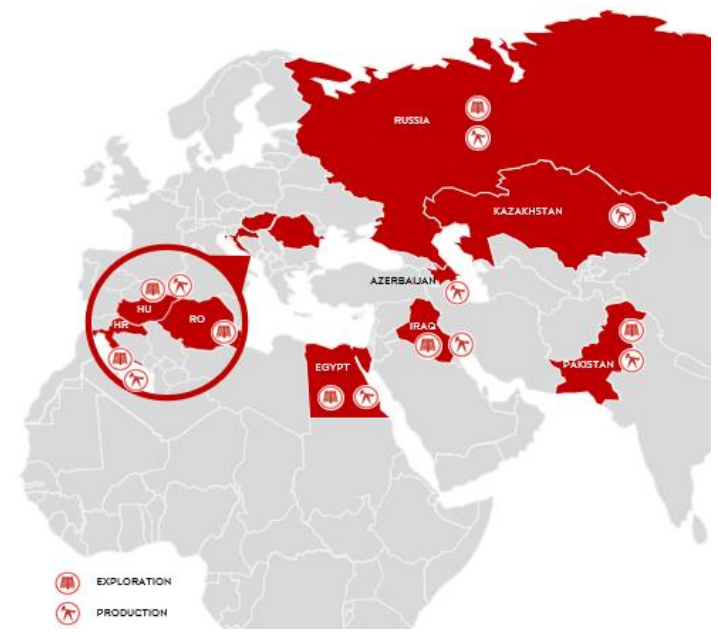 RUSSIA
KAZAKHSTAN
AZERBAIJAN
HU
HR
RO
IRAQ
PAKISTAN
EGYPT
EXPLORATION
PRODUCTION